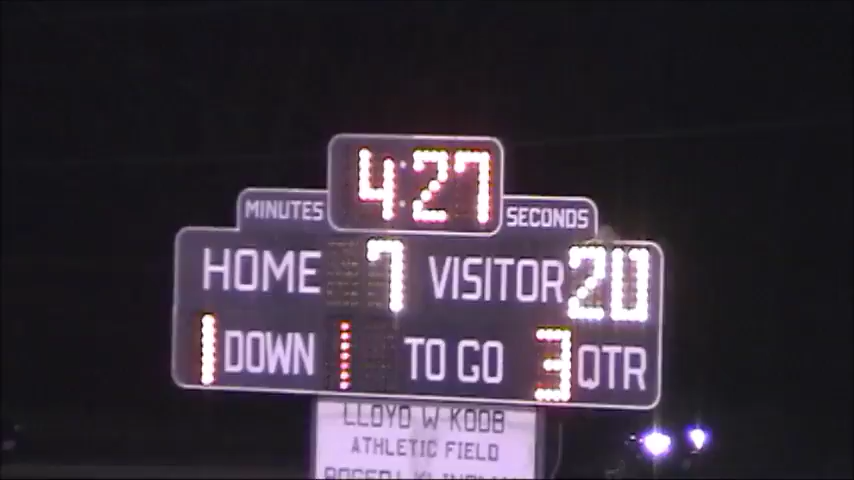 4:27
MINUTES SECONDS
HOME 7 VISITOR 20
1 DOWN 1 TO GO 3 QTR
LLOYD W KOOB
ATHLETIC FIELD